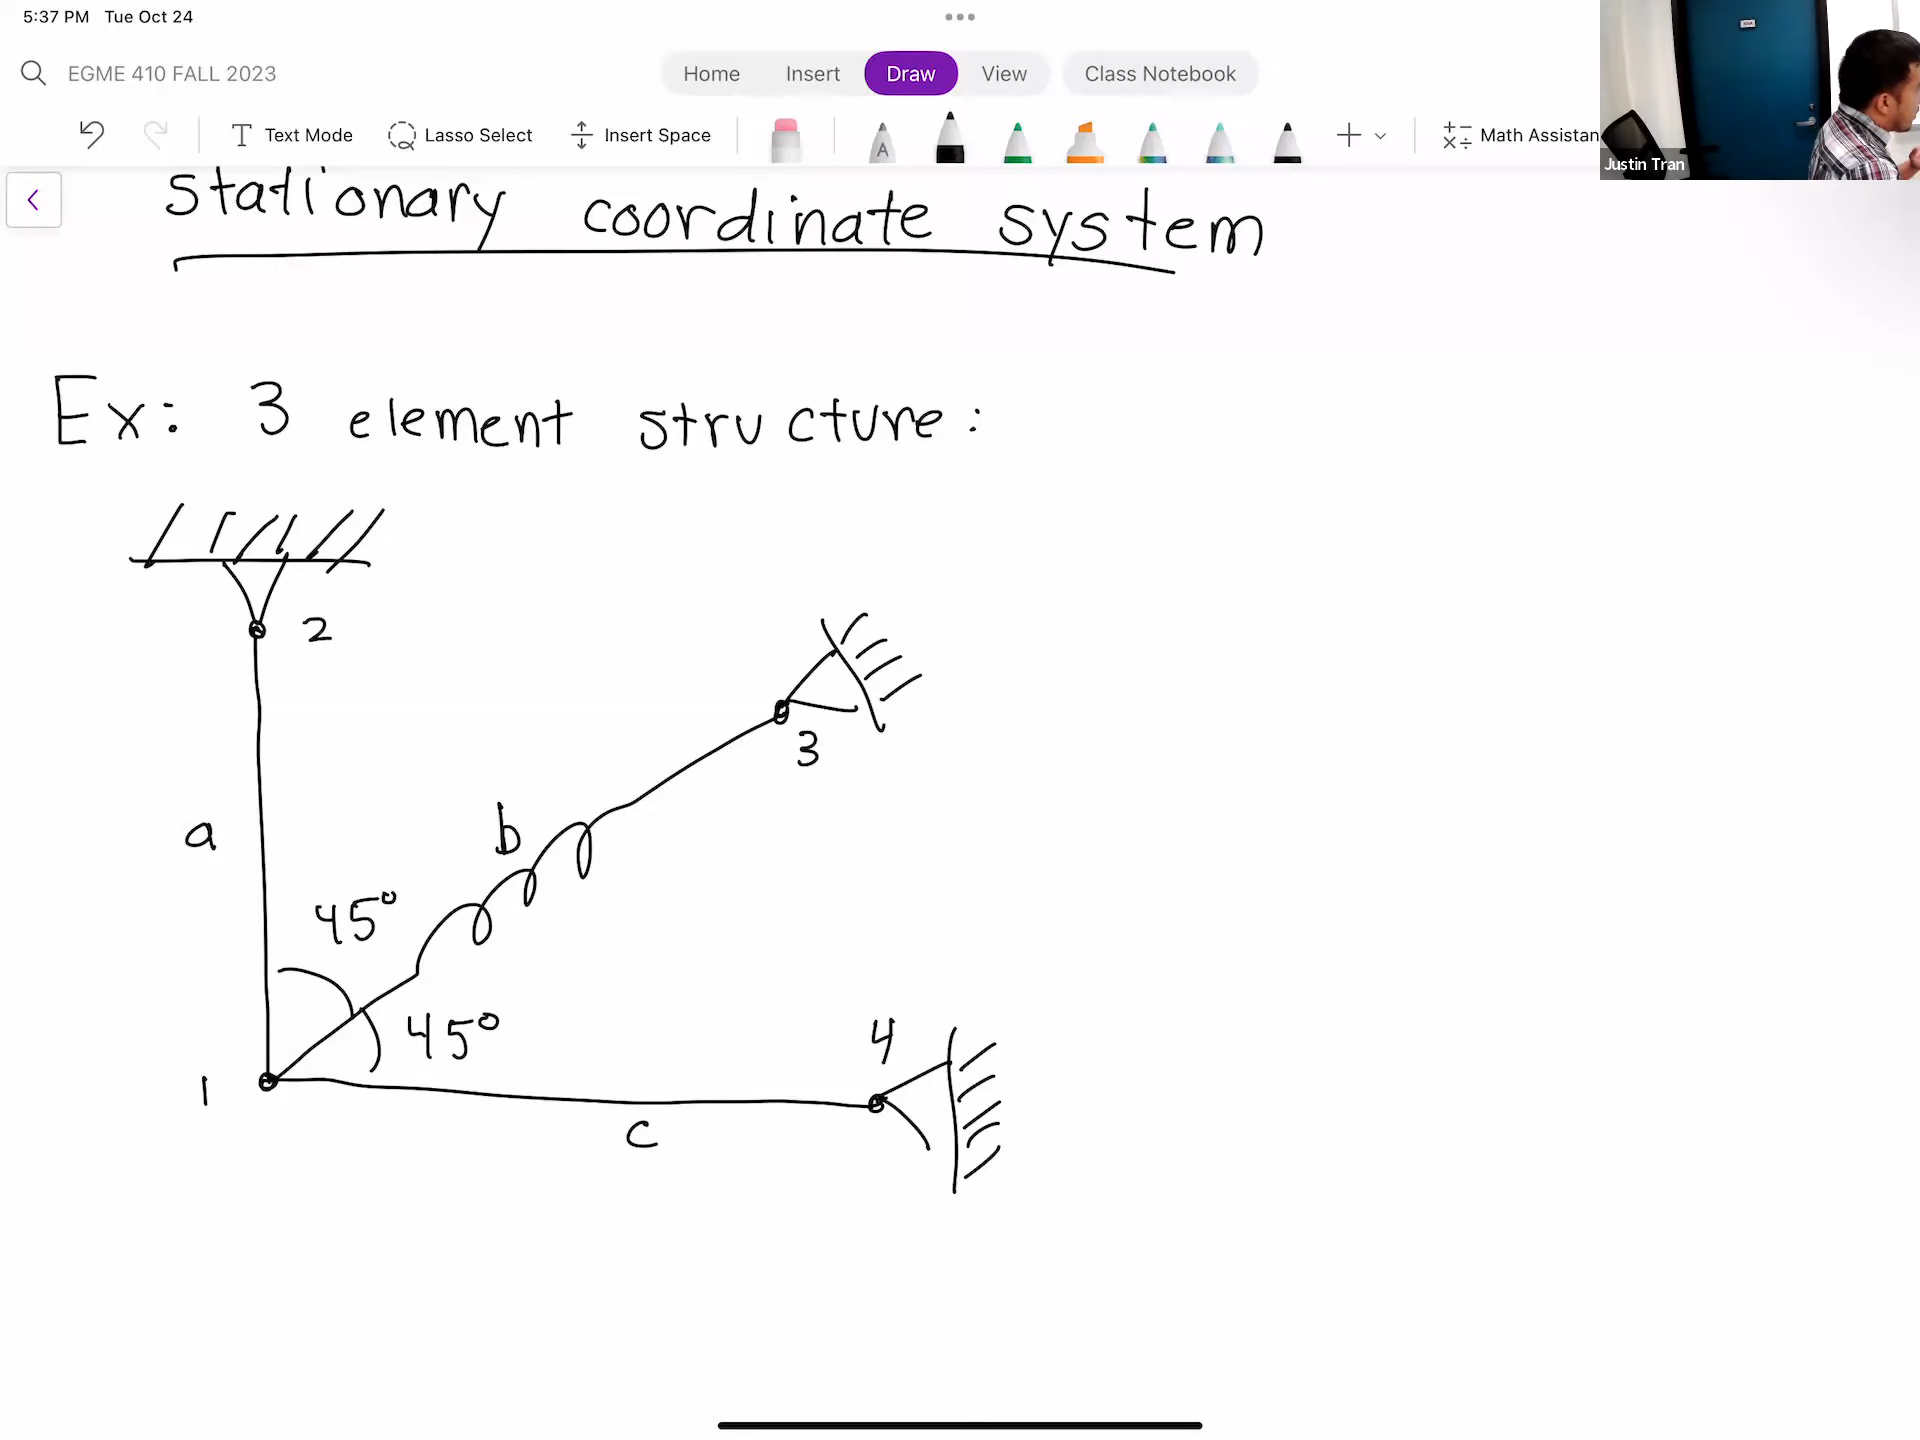 5:37 PM Tue Oct 24
EGME 410 FALL 2023
Home Insert Draw View Class Notebook
Text Mode Lasso Select Insert Space A Math Assistan
Justin Tran
stationary coordinate system
Ex: 3 element structure:
2
3
b
a
45°
4
45°
1
c